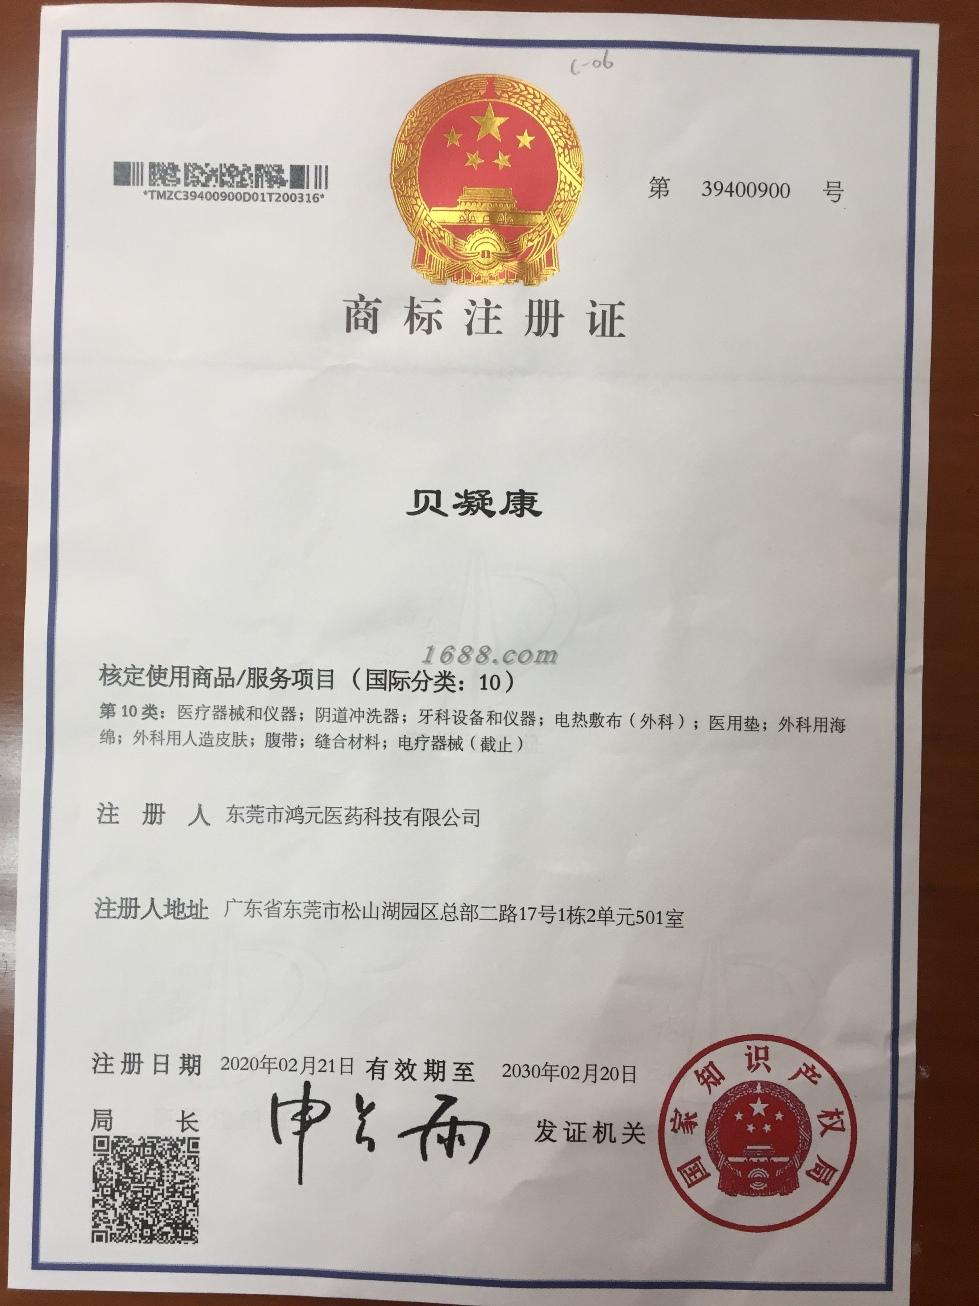 c-06
*TMZC39400900D01T200316*
第 39400900 号
商标注册证
贝凝康
1688.com
核定使用商品/服务项目（国际分类：10）
第10类：医疗器械和仪器；阴道冲洗器；牙科设备和仪器；电热敷布（外科）；医用垫；外科用海
绵；外科用人造皮肤；腹带；缝合材料；电疗器械（截止）
注 册 人 东莞市鸿元医药科技有限公司
注册人地址 广东省东莞市松山湖园区总部二路17号1栋2单元501室
注册日期 2020年02月21日 有效期至 2030年02月20日
局 长 申长雨 发证机关
国家知识产权局